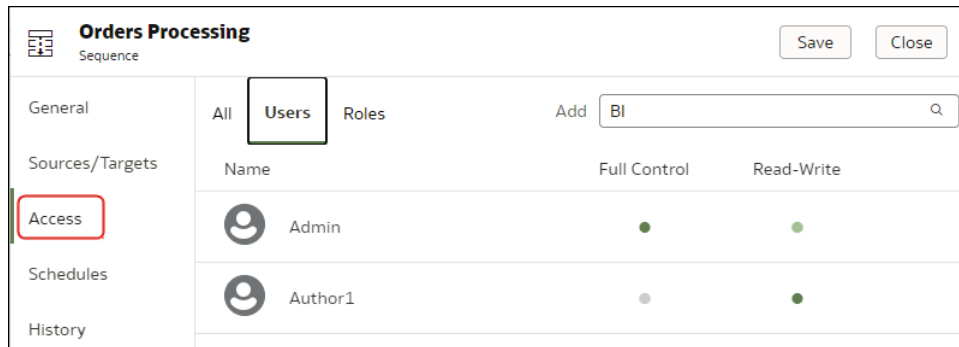 Orders Processing
Sequence
Save
Close
General
Sources/Targets
Access
Schedules
History
All
Users
Roles
Add
BI
Name
Full Control
Read-Write
Admin
Author1